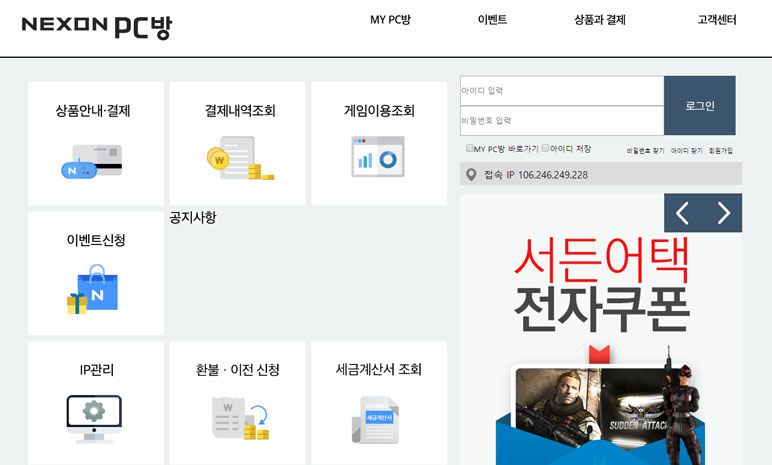 NEXON PC방
MY PC방 이벤트 상품과 결제 고객센터
상품안내·결제
결제내역조회
게임이용조회
이벤트신청
공지사항
IP관리
환불 · 이전 신청
세금계산서 조회
세금계산서
아이디 입력
비밀번호 입력
로그인
MY PC방 바로가기 아이디 저장
비밀번호 찾기 아이디 찾기 회원가입
접속 IP 106.246.249.228
서든어택
전자쿠폰
SUDDEN ATTACK